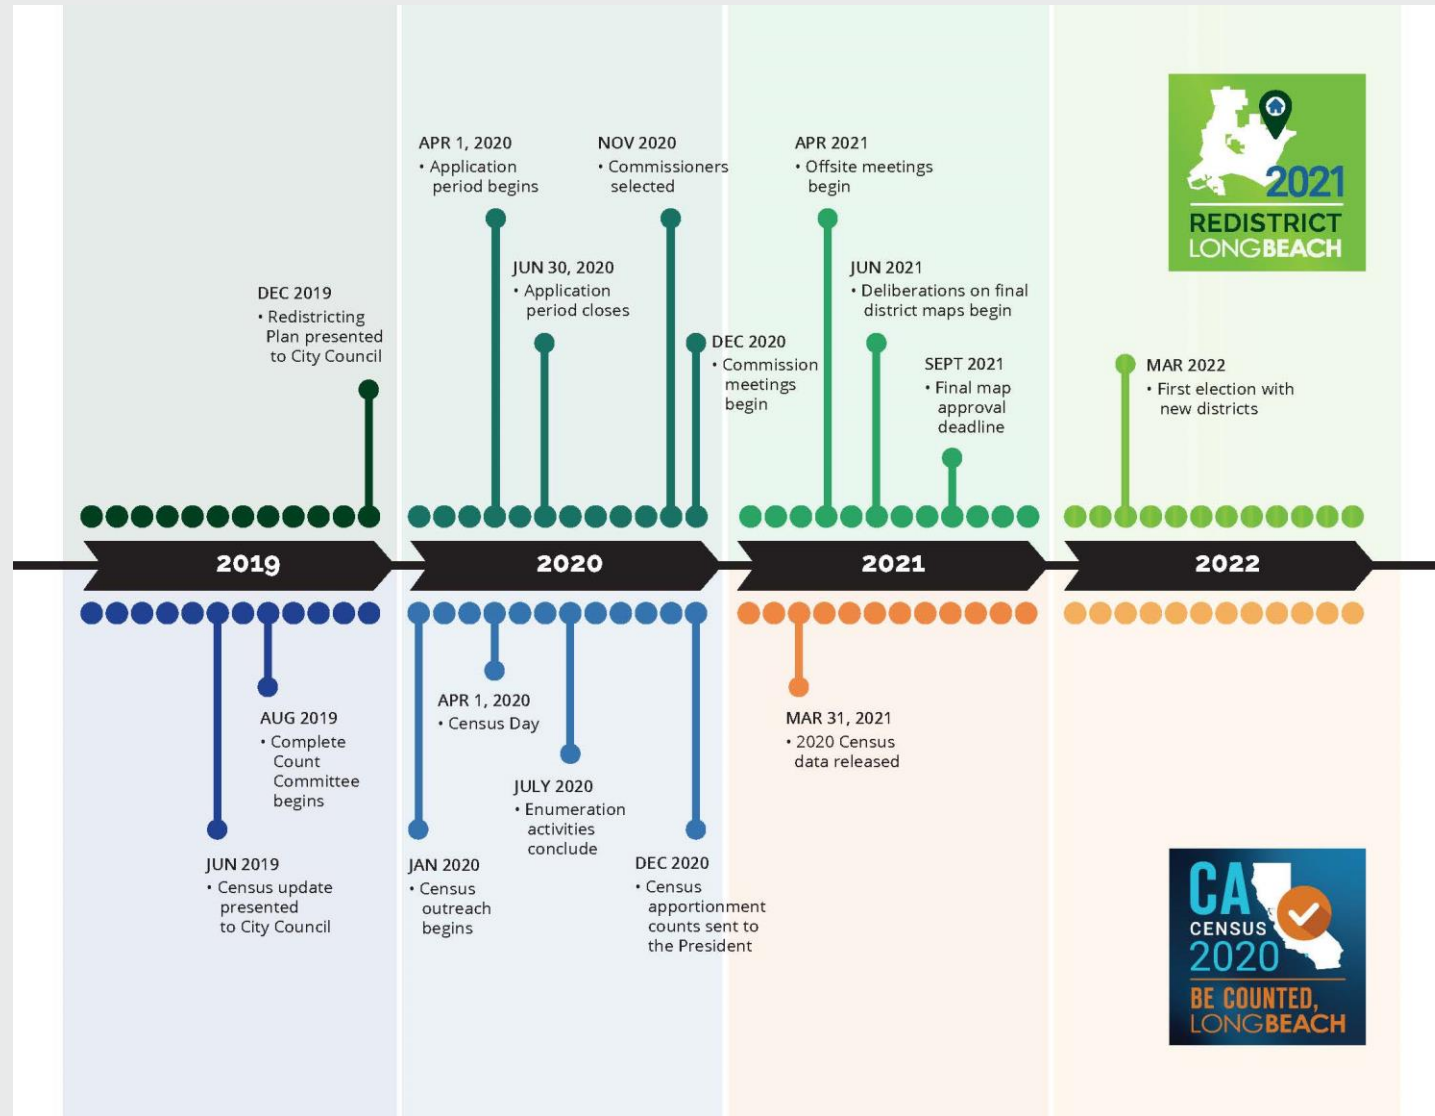 APR 1, 2020
• Application
period begins
NOV 2020
• Commissioners
selected
APR 2021
• Offsite meetings
begin
2021
REDISTRICT
LONGBEACH
DEC 2019
• Redistricting
Plan presented
to City Council
JUN 30, 2020
• Application
period closes
DEC 2020
• Commission
meetings
begin
JUN 2021
• Deliberations on final
district maps begin
SEPT 2021
• Final map
approval
deadline
MAR 2022
• First election with
new districts
2019
2020
2021
2022
JUN 2019
• Census update
presented
to City Council
AUG 2019
• Complete
Count
Committee
begins
JAN 2020
• Census
outreach
begins
APR 1, 2020
• Census Day
JULY 2020
• Enumeration
activities
conclude
DEC 2020
• Census
apportionment
counts sent to
the President
MAR 31, 2021
• 2020 Census
data released
CA
CENSUS
2020
BE COUNTED,
LONGBEACH